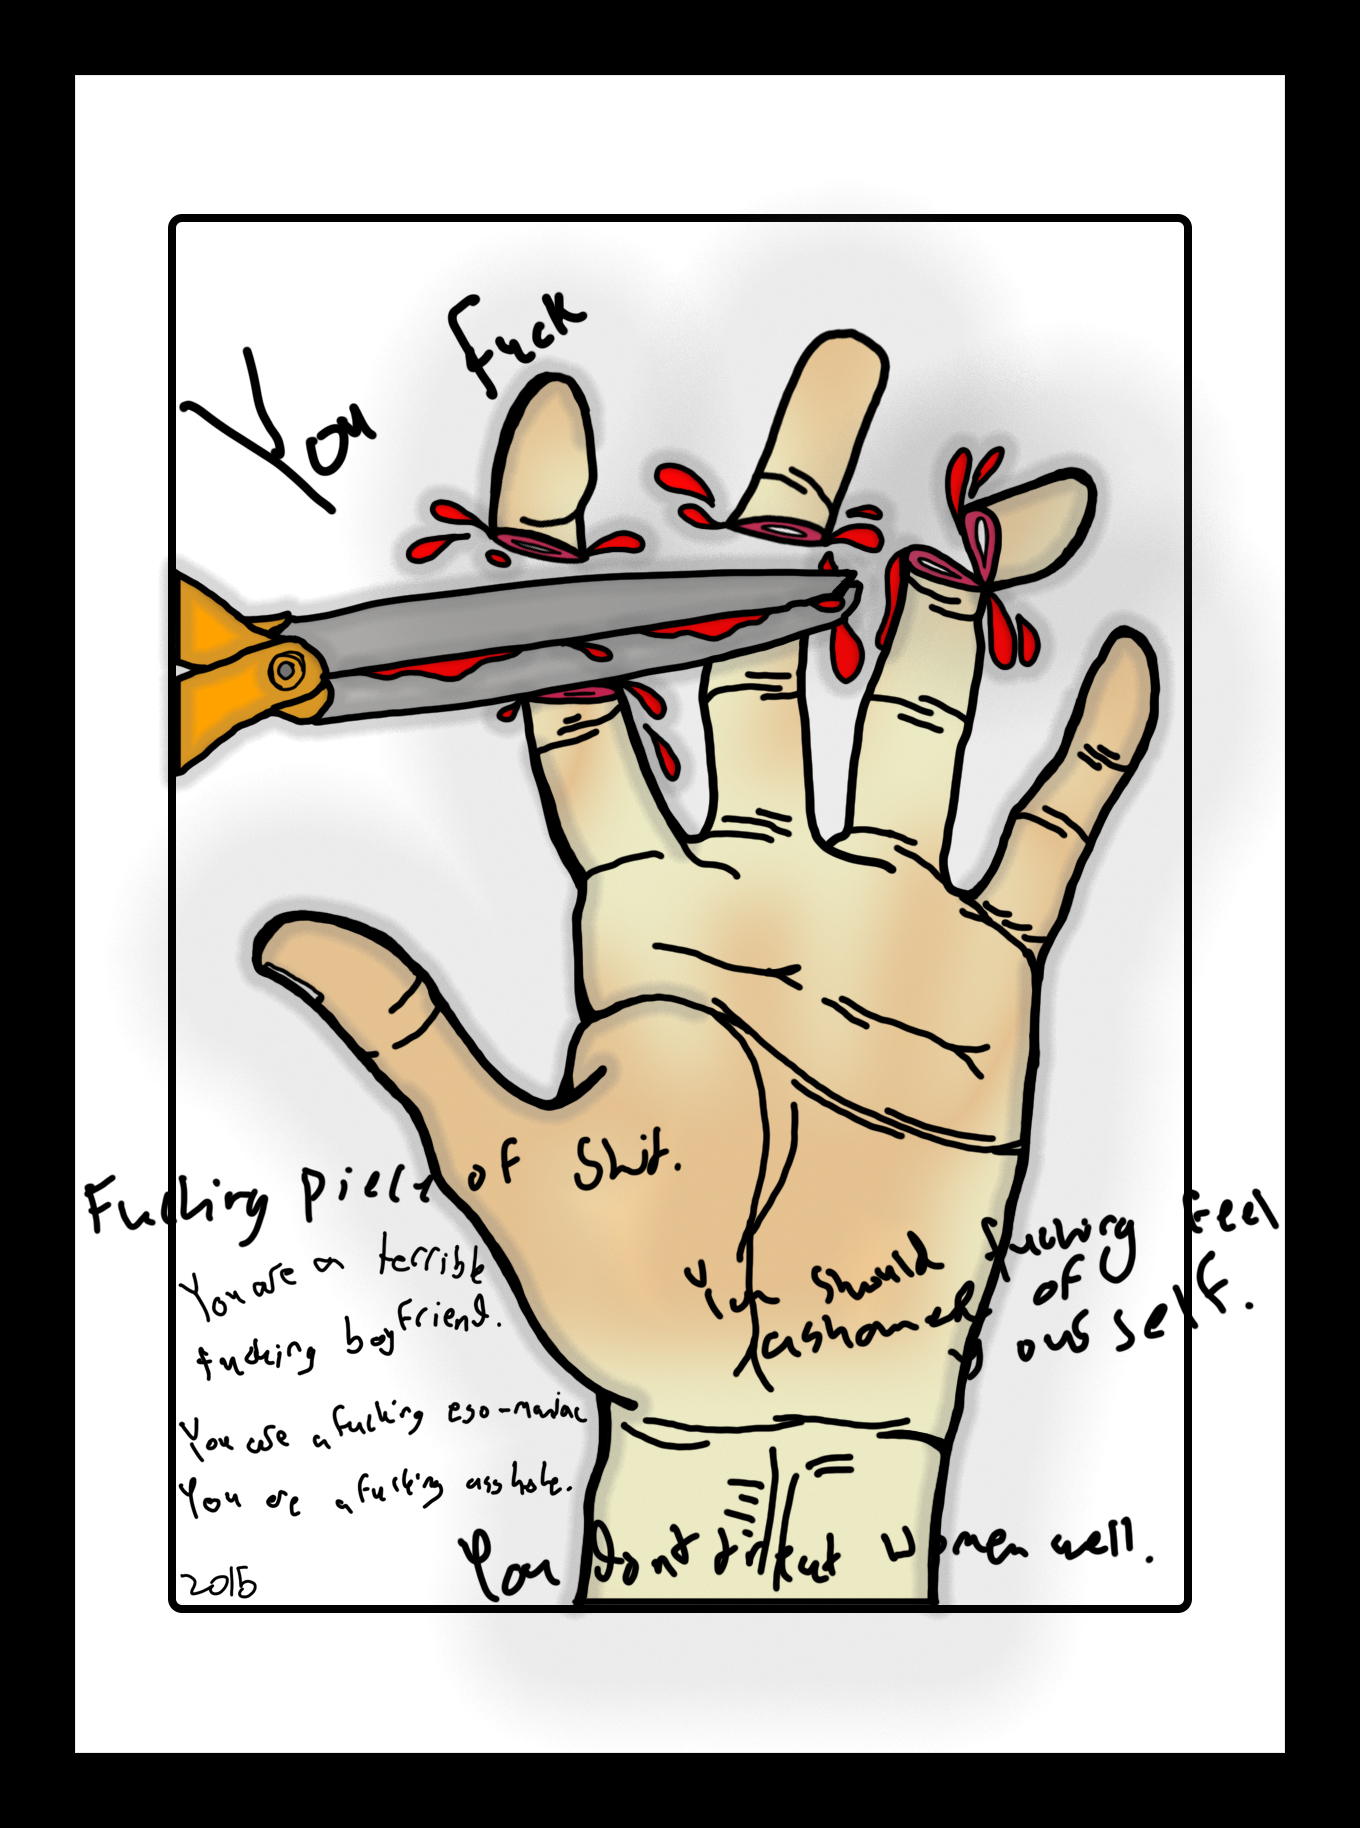 You Fuck
Fucking piece of Shit.
You are a terrible
fucking boyfriend.
You are a fucking ego-maniac
You are a fucking asshole.
You should fucking feel
ashamed of
yourself.
You dont treat women well.
2015